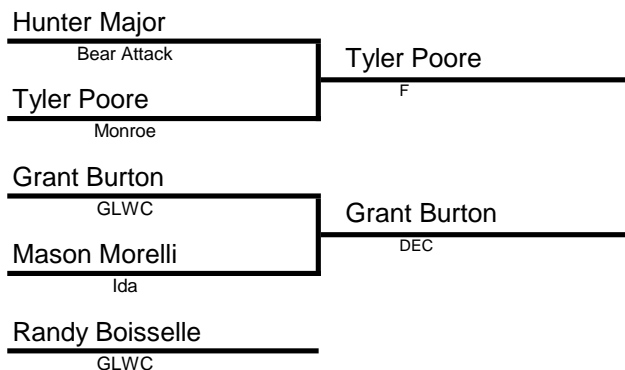 Hunter Major
Bear Attack
Tyler Poore
F
Tyler Poore
Monroe
Grant Burton
GLWC
Grant Burton
DEC
Mason Morelli
Ida
Randy Boisselle
GLWC